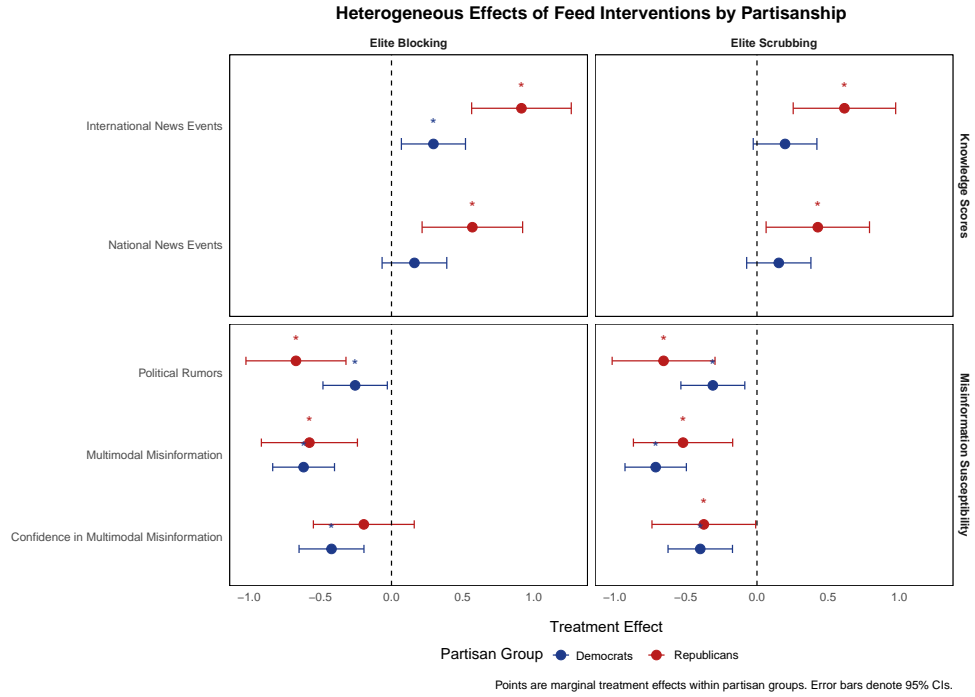 Heterogeneous Effects of Feed Interventions by Partisanship
Elite Blocking
Elite Scrubbing
*
*
*
International News Events
*
*
National News Events
Knowledge Scores
*
*
*
*
Political Rumors
*
*
*
*
Multimodal Misinformation
*
*
*
Confidence in Multimodal Misinformation
Misinformation Susceptibility
−1.0 −0.5 0.0 0.5 1.0 −1.0 −0.5 0.0 0.5 1.0
Treatment Effect
Partisan Group Democrats Republicans
Points are marginal treatment effects within partisan groups. Error bars denote 95% CIs.